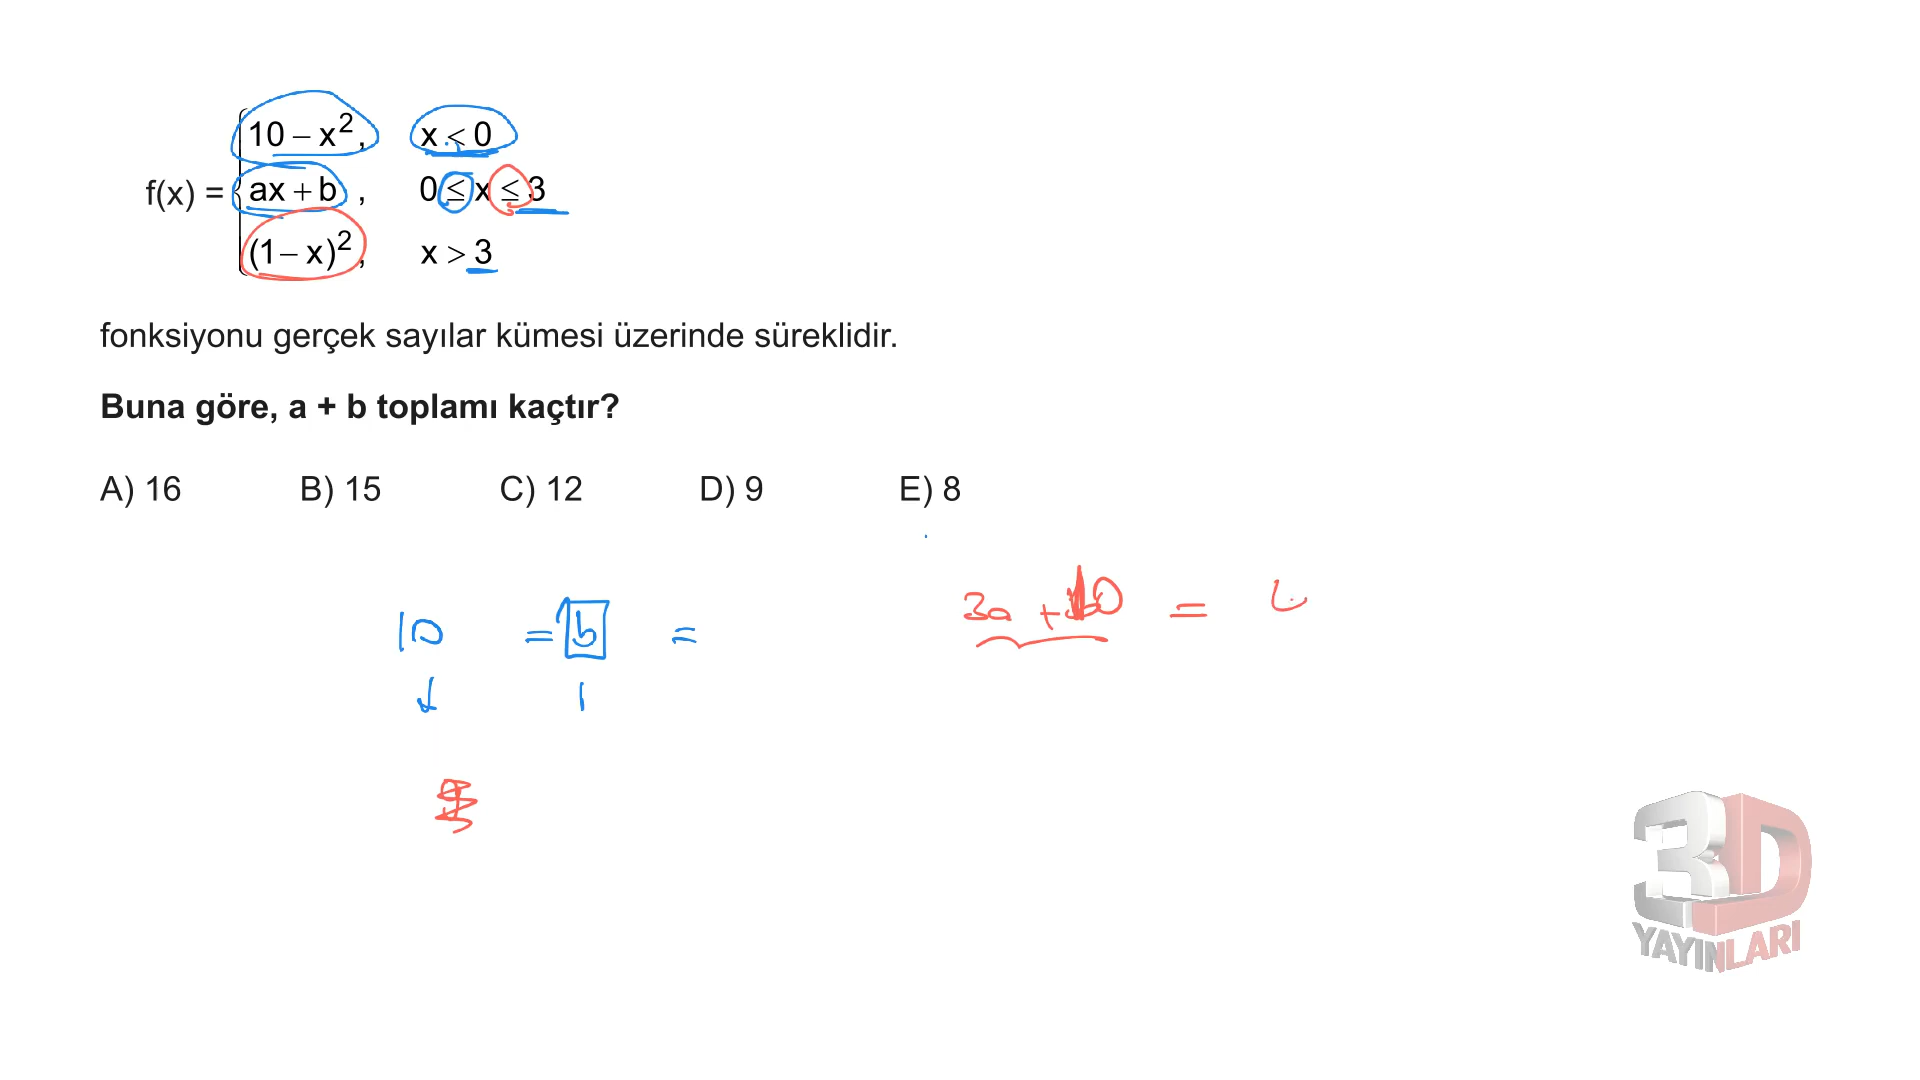 10 – x², x < 0
f(x) = ax + b , 0 ≤ x ≤ 3
(1 – x)², x > 3
fonksiyonu gerçek sayılar kümesi üzerinde süreklidir.
Buna göre, a + b toplamı kaçtır?
A) 16 B) 15 C) 12 D) 9 E) 8
3a + 10 =
10 = b =
3D
YAYINLARI